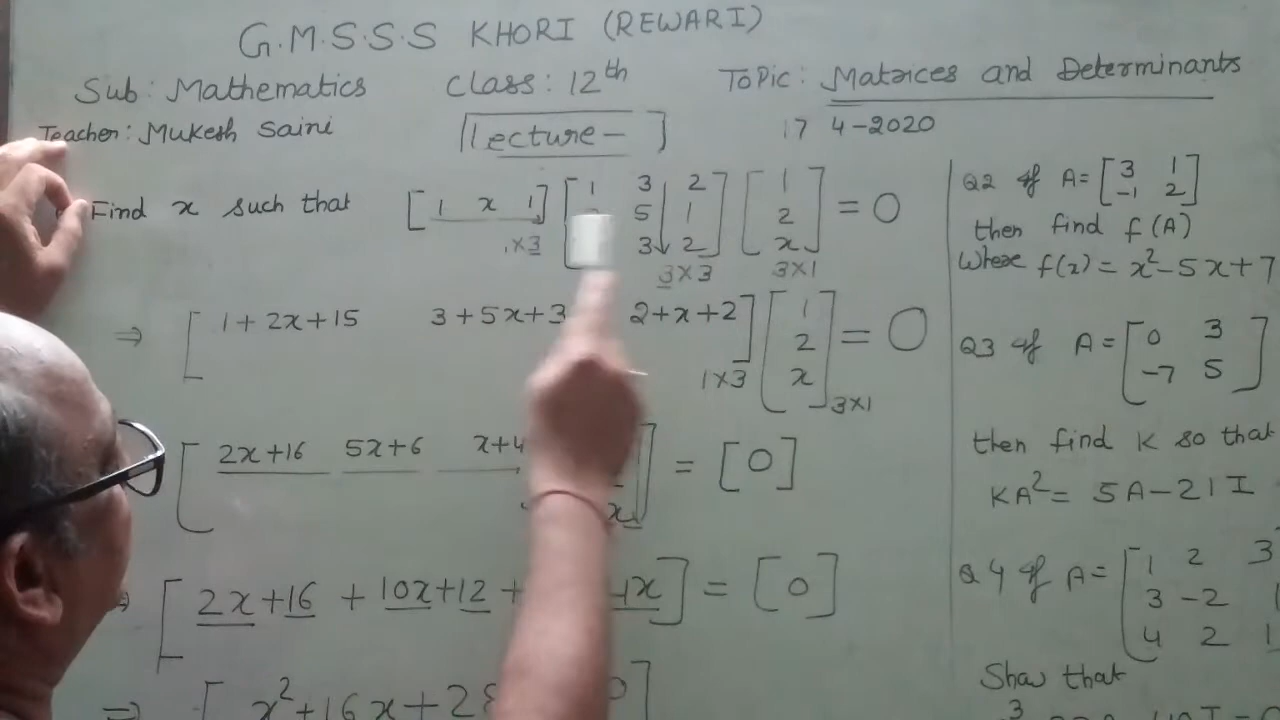 G.M.S.S.S KHORI (REWARI)
Sub: Mathematics Class: 12th Topic: Matrices and Determinants
Teacher: Mukesh Saini Lecture- 17 4-2020
Find x such that [1 x 1] [1 3 2 5 1 3 2] [1 2 x] = 0
1×3 3×3 3×1
⇒ [1+2x+15 3+5x+3 2+x+2] [1 2 x] = 0
1×3 3×1
[2x+16 5x+6 x+4 x] = [0]
[2x+16 + 10x+12 + 4x] = [0]
⇒ [x²+16x+28
Q2 If A= [3 1 -1 2]
then find f(A)
Where f(x) = x²-5x+7
Q3 If A= [0 3 -7 5]
then find K so that
KA²= 5A-21I
Q4 If A= [1 2 3 3 -2 1 4 2 1
Show that